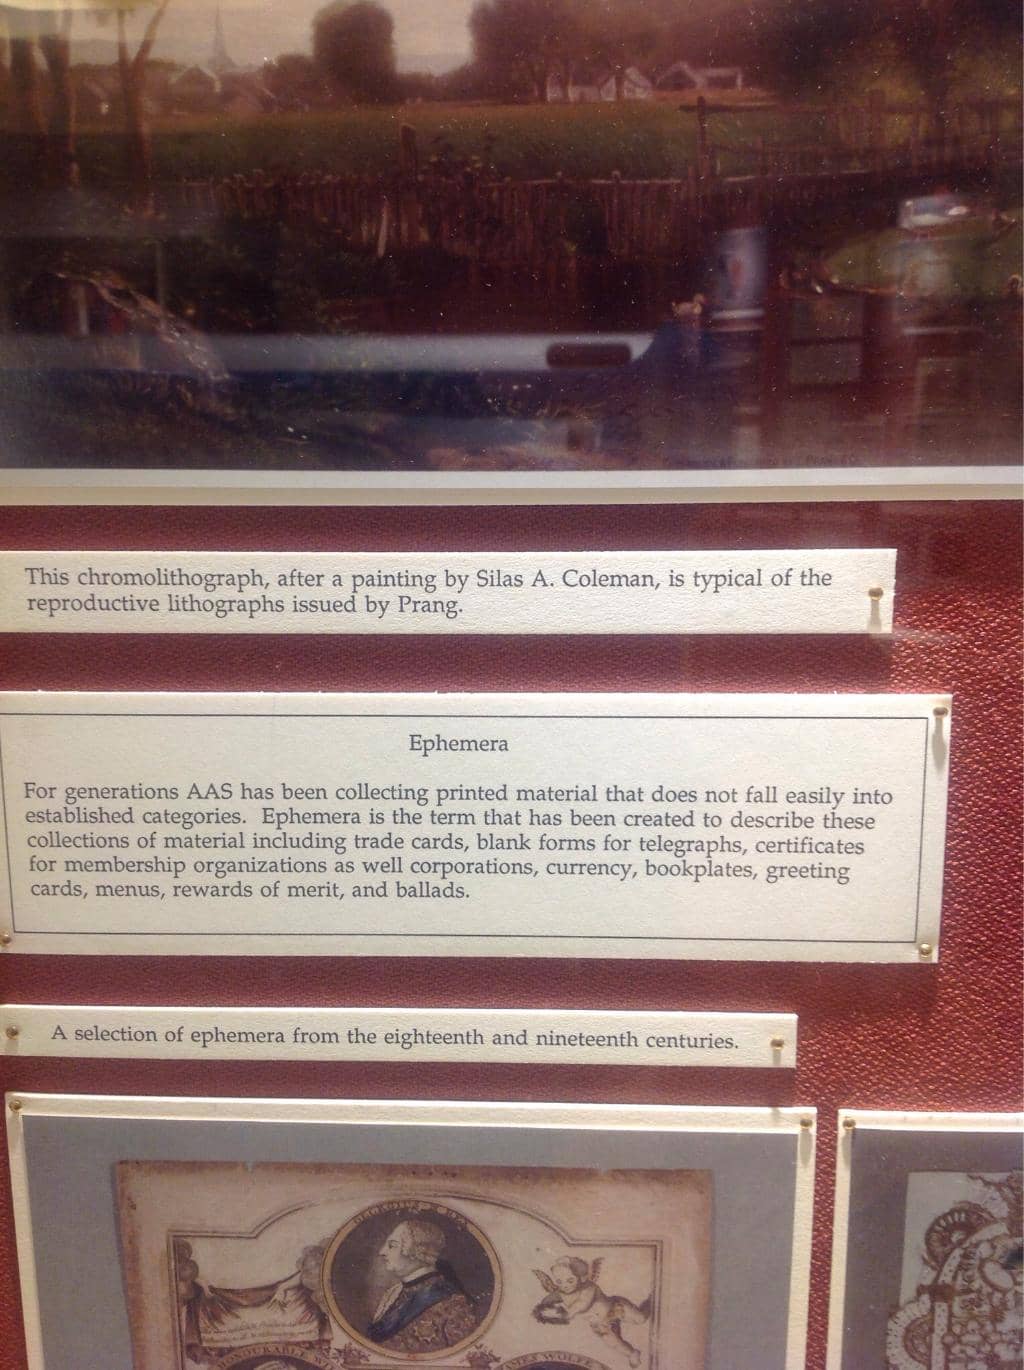 This chromolithograph, after a painting by Silas A. Coleman, is typical of the
reproductive lithographs issued by Prang.
Ephemera
For generations AAS has been collecting printed material that does not fall easily into
established categories. Ephemera is the term that has been created to describe these
collections of material including trade cards, blank forms for telegraphs, certificates
for membership organizations as well corporations, currency, bookplates, greeting
cards, menus, rewards of merit, and ballads.
A selection of ephemera from the eighteenth and nineteenth centuries.
HONOURABLE